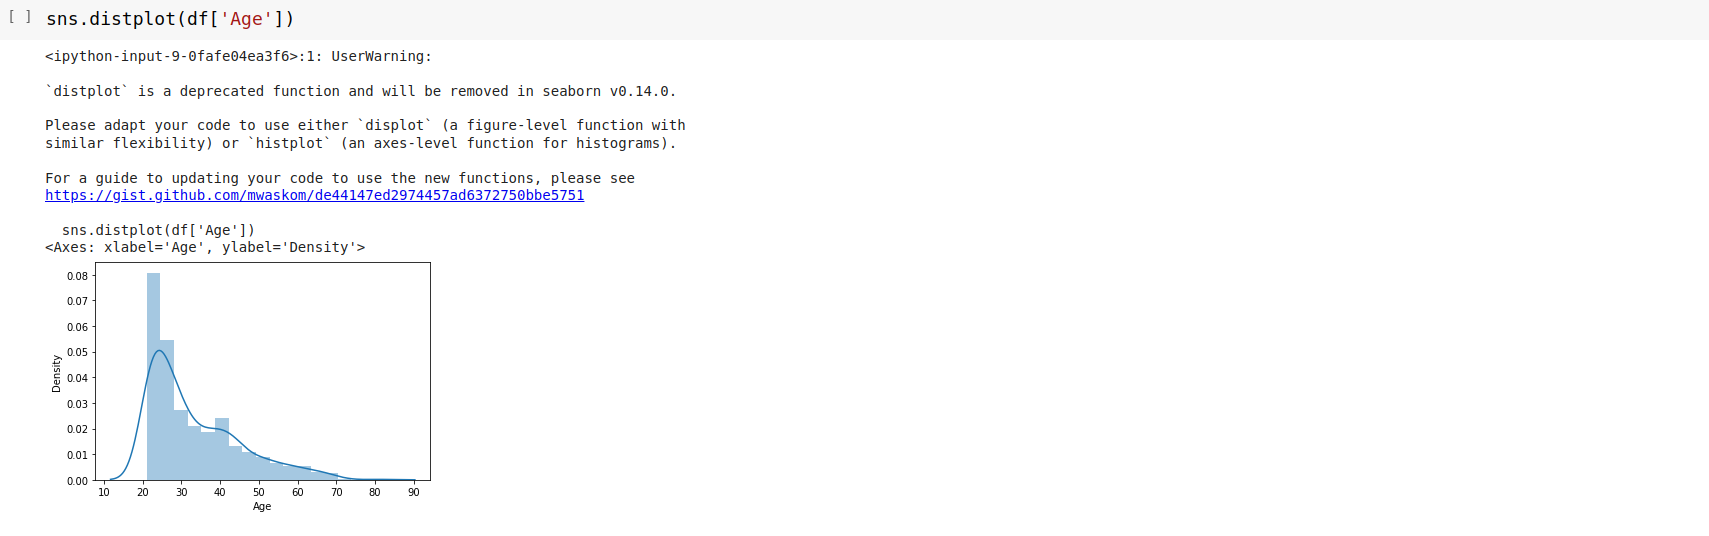 [ ] sns.distplot(df['Age'])
<ipython-input-9-0fafe04ea3f6>:1: UserWarning:
`distplot` is a deprecated function and will be removed in seaborn v0.14.0.
Please adapt your code to use either `displot` (a figure-level function with
similar flexibility) or `histplot` (an axes-level function for histograms).
For a guide to updating your code to use the new functions, please see
https://gist.github.com/mwaskom/de44147ed2974457ad6372750bbe5751
sns.distplot(df['Age'])
<Axes: xlabel='Age', ylabel='Density'>
0.08
0.07
0.06
0.05
0.04
0.03
0.02
0.01
0.00
Density
10 20 30 40 50 60 70 80 90
Age